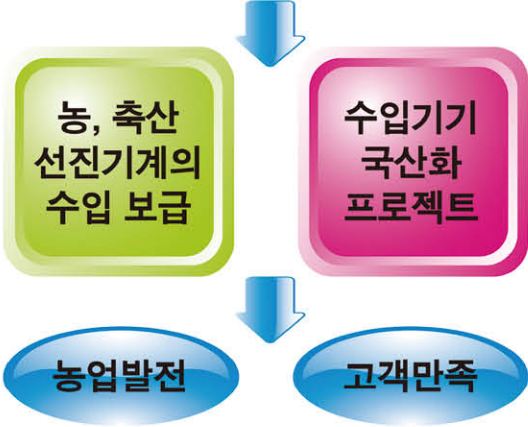 농, 축산
선진기계의
수입 보급
수입기기
국산화
프로젝트
농업발전
고객만족